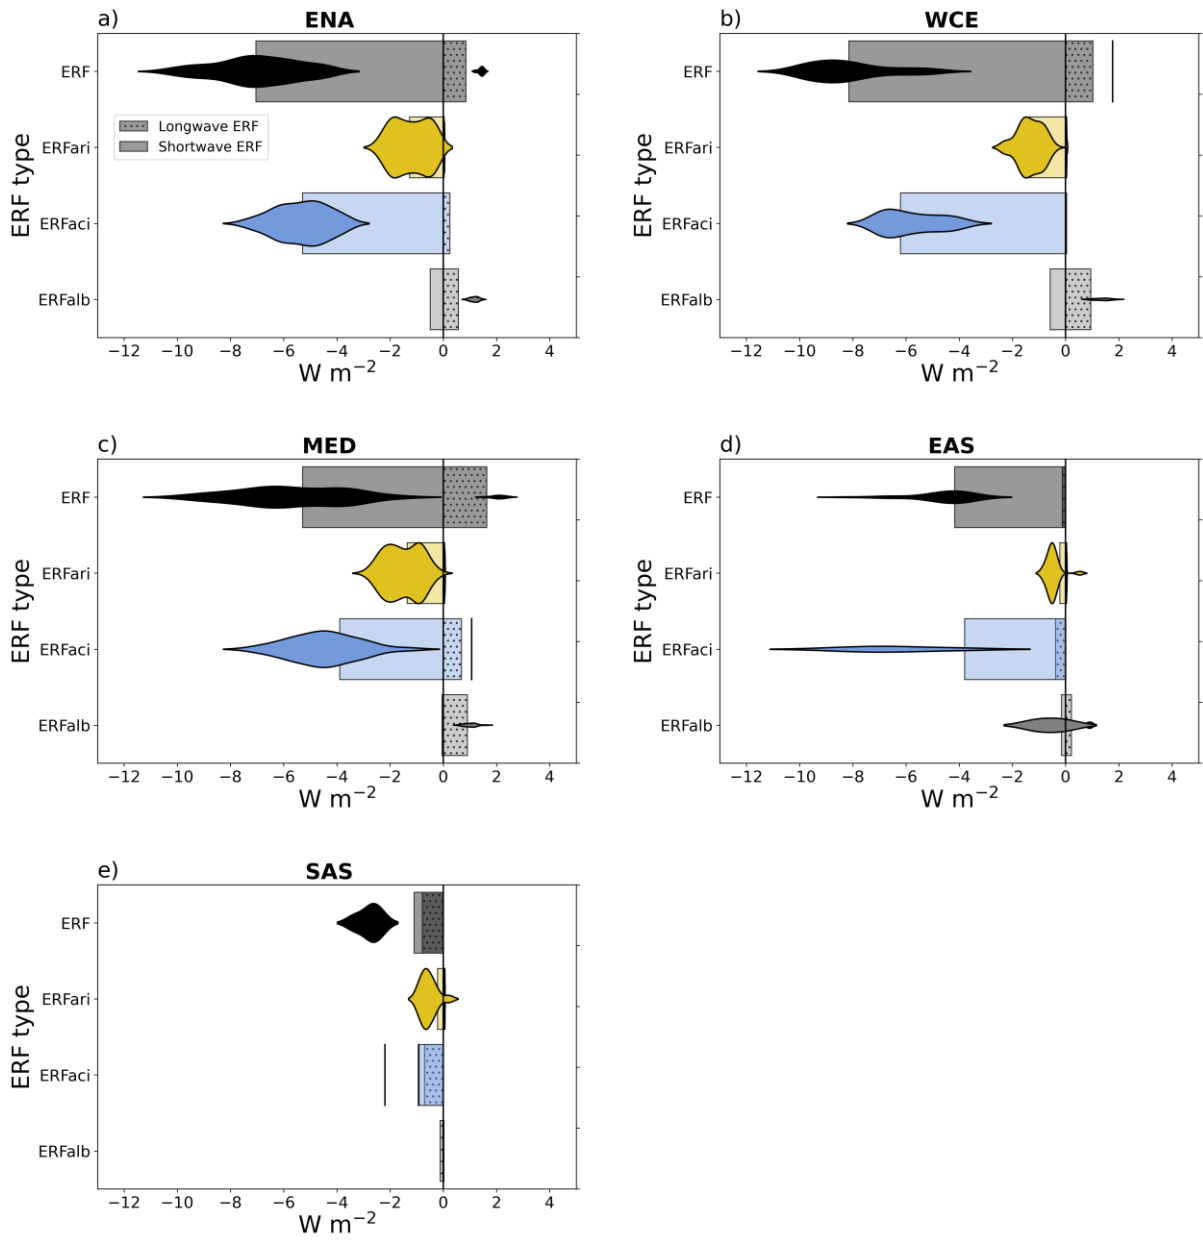 a)
ENA
ERF
ERFari
ERFaci
ERFalb
ERF type
Longwave ERF
Shortwave ERF
−12 −10 −8 −6 −4 −2 0 2 4
W m−2
b)
WCE
ERF
ERFari
ERFaci
ERFalb
ERF type
−12 −10 −8 −6 −4 −2 0 2 4
W m−2
c)
MED
ERF
ERFari
ERFaci
ERFalb
ERF type
−12 −10 −8 −6 −4 −2 0 2 4
W m−2
d)
EAS
ERF
ERFari
ERFaci
ERFalb
ERF type
−12 −10 −8 −6 −4 −2 0 2 4
W m−2
e)
SAS
ERF
ERFari
ERFaci
ERFalb
ERF type
−12 −10 −8 −6 −4 −2 0 2 4
W m−2